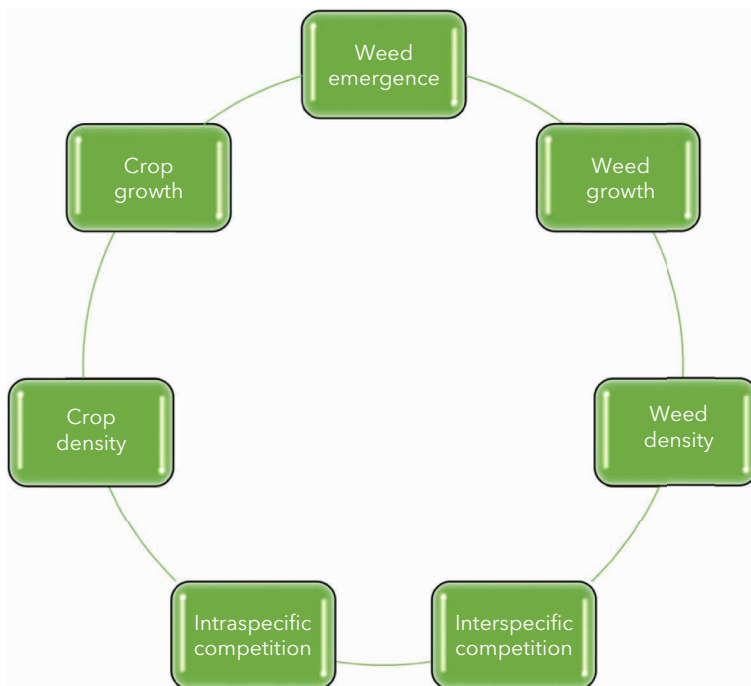 Weed
emergence
Crop
growth
Weed
growth
Crop
density
Weed
density
Intraspecific
competition
Interspecific
competition